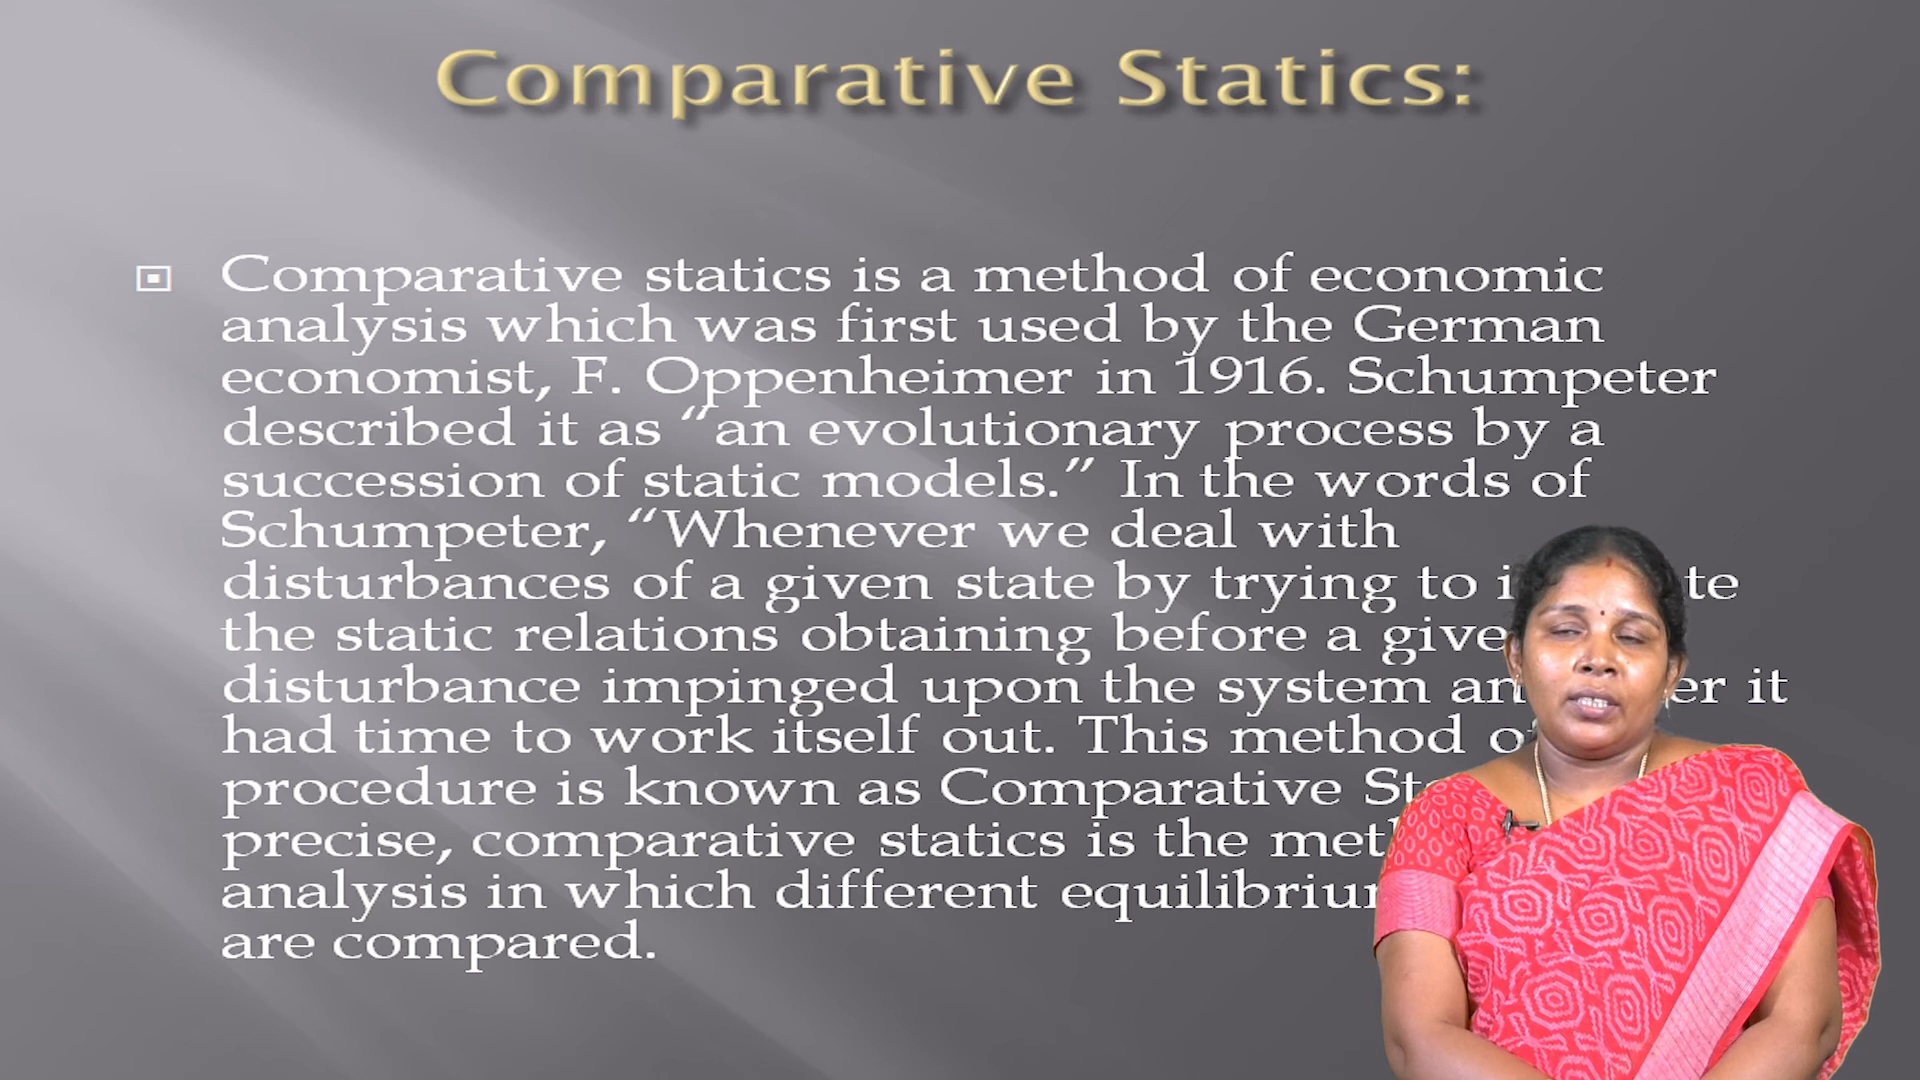 Comparative Statics:
Comparative statics is a method of economic
analysis which was first used by the German
economist, F. Oppenheimer in 1916. Schumpeter
described it as “an evolutionary process by a
succession of static models.” In the words of
Schumpeter, “Whenever we deal with
disturbances of a given state by trying to
the static relations obtaining before a
disturbance impinged upon the system it
had time to work itself out. This method
procedure is known as Comparative
precise, comparative statics is the
analysis in which different
are compared.